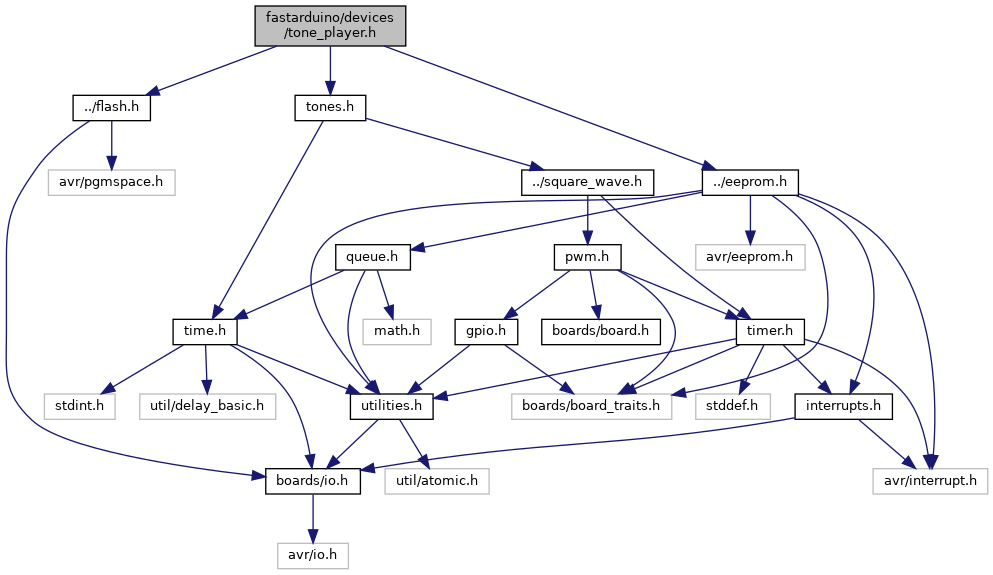 fastarduino/devices
/tone_player.h
../flash.h
tones.h
avr/pgmspace.h
../square_wave.h
../eeprom.h
queue.h
pwm.h
avr/eeprom.h
time.h
math.h
gpio.h
boards/board.h
timer.h
stdint.h
util/delay_basic.h
utilities.h
boards/board_traits.h
stddef.h
interrupts.h
boards/io.h
util/atomic.h
avr/interrupt.h
avr/io.h